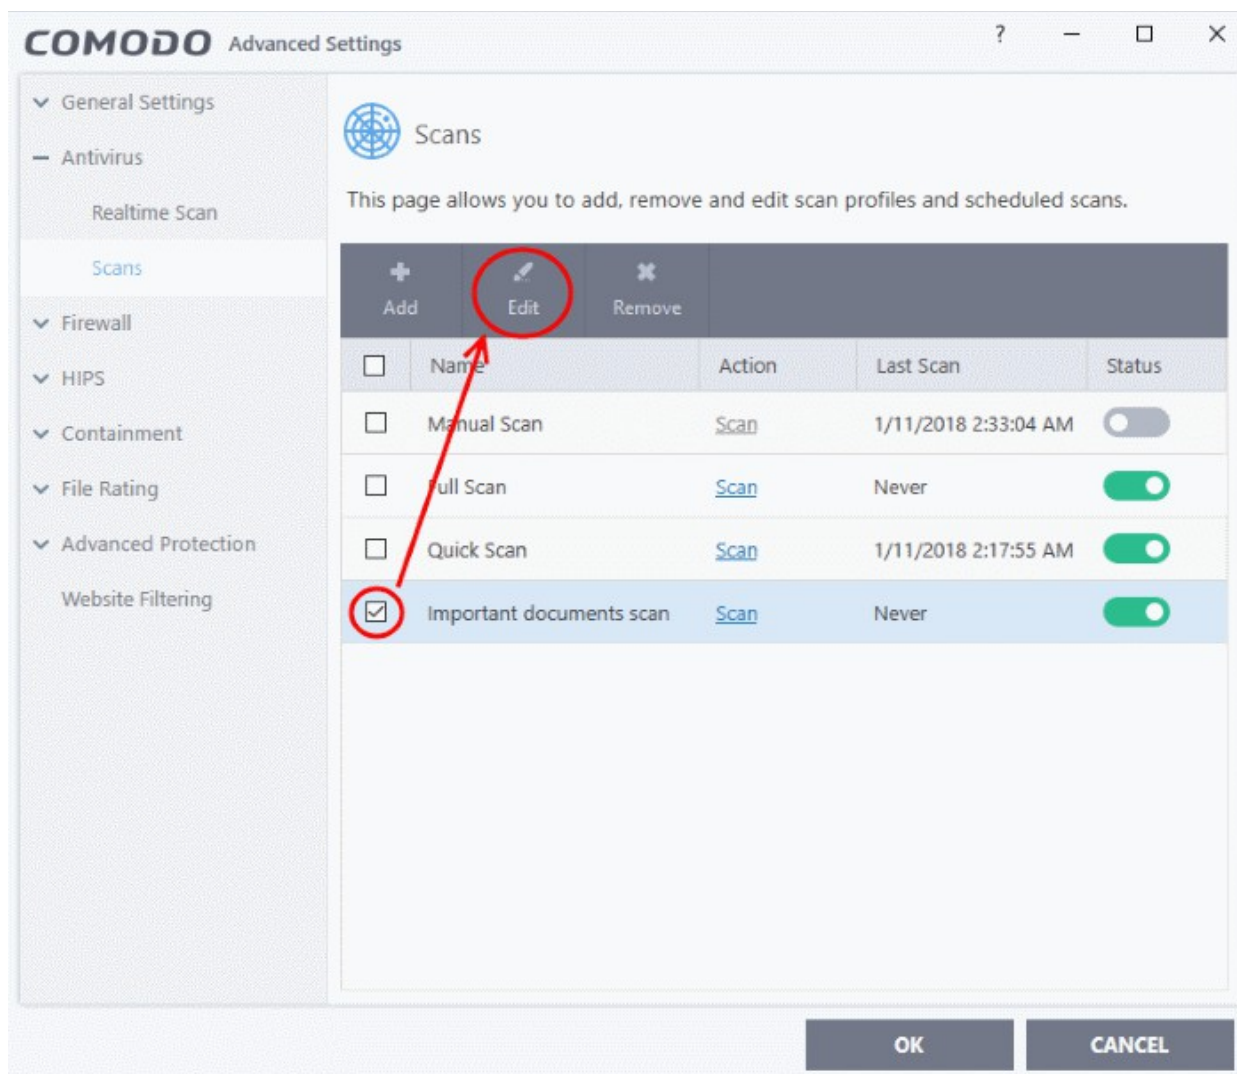 COMODO Advanced Settings ?
General Settings
Antivirus
Realtime Scan
Scans
Firewall
HIPS
Containment
File Rating
Advanced Protection
Website Filtering
Scans
This page allows you to add, remove and edit scan profiles and scheduled scans.
Add Edit Remove
Name Action Last Scan Status
Manual Scan Scan 1/11/2018 2:33:04 AM
Full Scan Scan Never
Quick Scan Scan 1/11/2018 2:17:55 AM
Important documents scan Scan Never
OK CANCEL